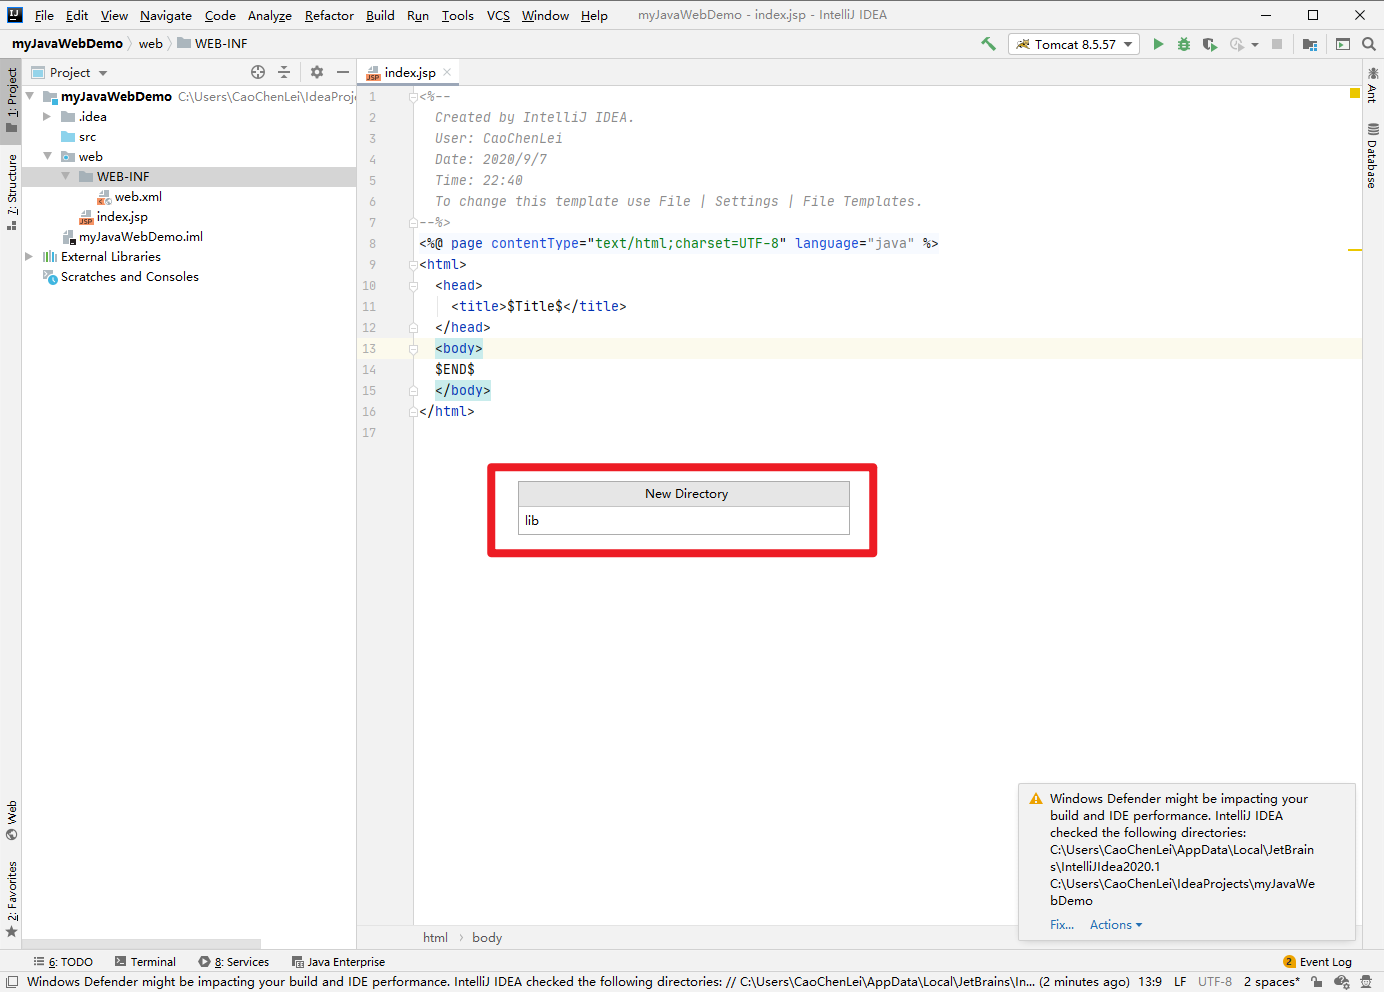 File Edit View Navigate Code Analyze Refactor Build Run Tools VCS Window Help myJavaWebDemo - index.jsp - IntelliJ IDEA
myJavaWebDemo web WEB-INF Tomcat 8.5.57
Project
index.jsp
1: Project
7: Structure
Web
2: Favorites
myJavaWebDemo C:\Users\CaoChenLei\IdeaProj
.idea
src
web
WEB-INF
web.xml
index.jsp
myJavaWebDemo.iml
External Libraries
Scratches and Consoles
1 <%--
2 Created by IntelliJ IDEA.
3 User: CaoChenLei
4 Date: 2020/9/7
5 Time: 22:40
6 To change this template use File | Settings | File Templates.
7 --%>
8 <%@ page contentType="text/html;charset=UTF-8" language="java" %>
9 <html>
10 <head>
11 <title>$Title$</title>
12 </head>
13 <body>
14 $END$
15 </body>
16 </html>
17
New Directory
lib
Ant
Database
Windows Defender might be impacting your
build and IDE performance. IntelliJ IDEA
checked the following directories:
C:\Users\CaoChenLei\AppData\Local\JetBrain
s\IntelliJIdea2020.1
C:\Users\CaoChenLei\IdeaProjects\myJavaWe
bDemo
Fix... Actions
html body
6: TODO Terminal 8: Services Java Enterprise 2 Event Log
Windows Defender might be impacting your build and IDE performance. IntelliJ IDEA checked the following directories: // C:\Users\CaoChenLei\AppData\Local\JetBrains\In... (2 minutes ago) 13:9 LF UTF-8 2 spaces*